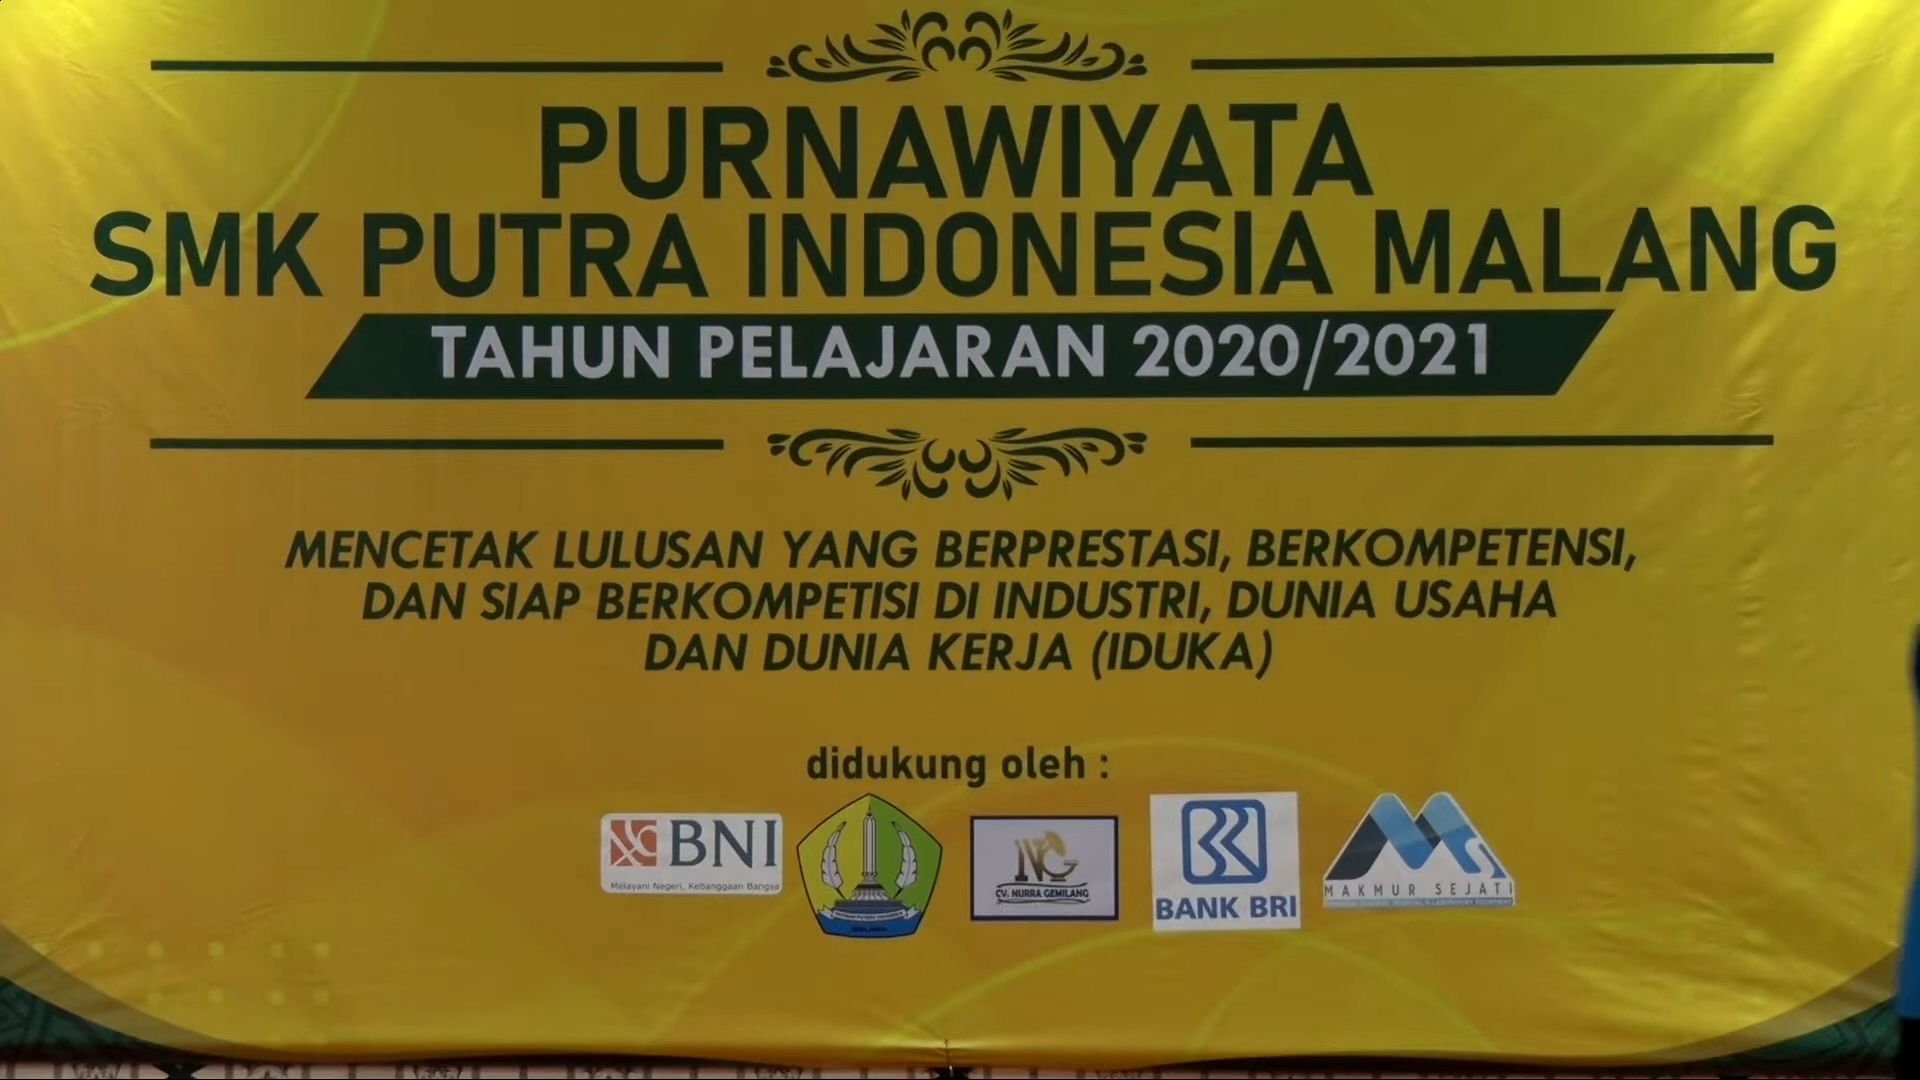 PURNAWIYATA
SMK PUTRA INDONESIA MALANG
TAHUN PELAJARAN 2020/2021
MENCETAK LULUSAN YANG BERPRESTASI, BERKOMPETENSI,
DAN SIAP BERKOMPETISI DI INDUSTRI, DUNIA USAHA
DAN DUNIA KERJA (IDUKA)
didukung oleh :
BNI
Melayani Negeri, Kebanggaan Bangsa
NG
CV. NURRA GEMILANG
BANK BRI
MAKMUR SEJATI